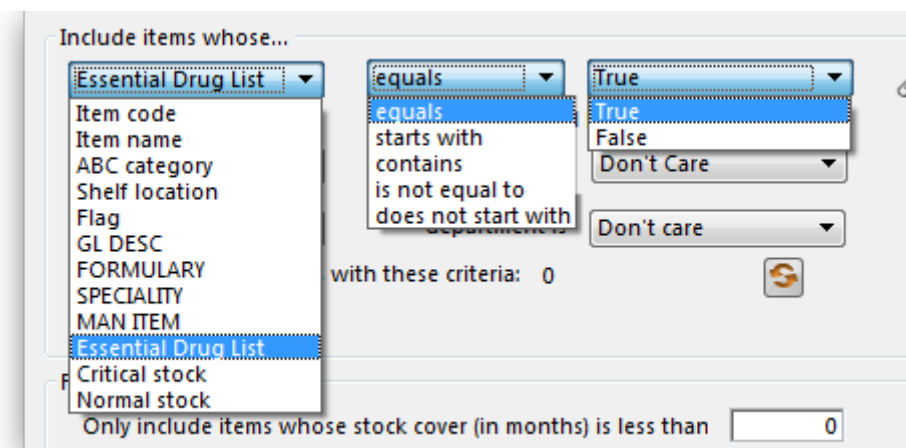 Include items whose...
Essential Drug List
equals
True
Item code
Item name
ABC category
Shelf location
Flag
GL DESC
FORMULARY
SPECIALITY
MAN ITEM
Essential Drug List
Critical stock
Normal stock
equals
starts with
contains
is not equal to
does not start with
True
False
Don't Care
department is
Don't care
with these criteria: 0
Only include items whose stock cover (in months) is less than 0